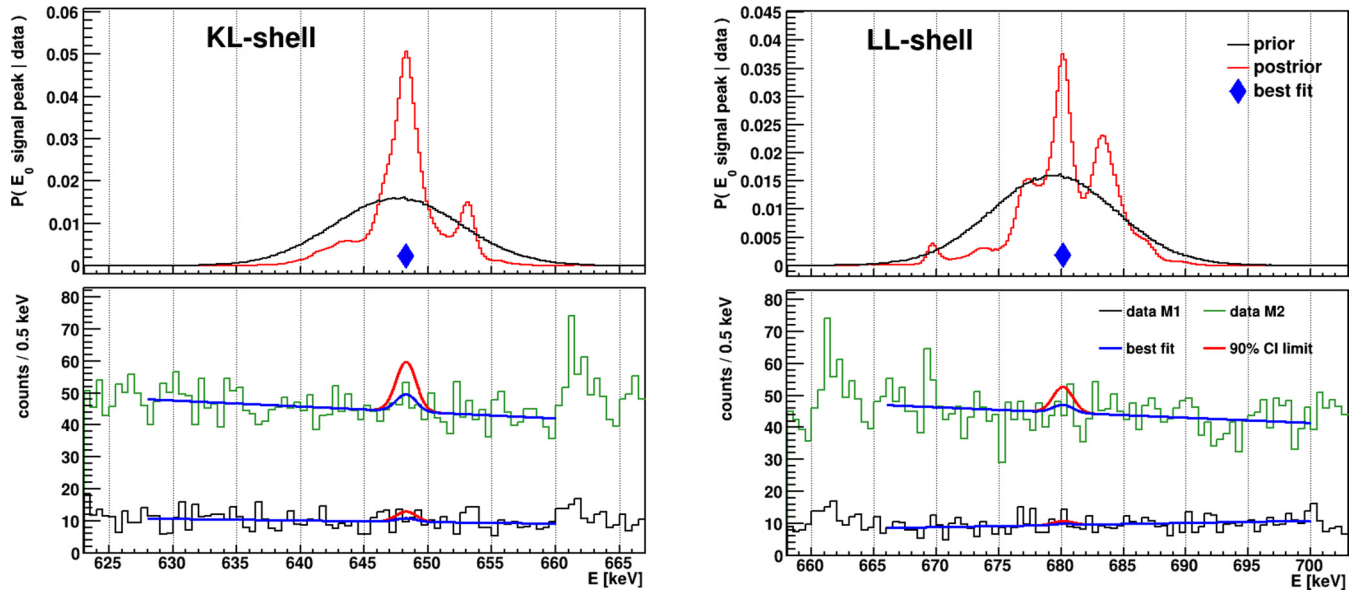 KL-shell
P( E_0 signal peak | data )
0.06
0.05
0.04
0.03
0.02
0.01
0
counts / 0.5 keV
80
70
60
50
40
30
20
10
0
625 630 635 640 645 650 655 660 665
E [keV]
LL-shell
prior
postrior
best fit
P( E_0 signal peak | data )
0.045
0.04
0.035
0.03
0.025
0.02
0.015
0.01
0.005
0
data M1 data M2
best fit 90% CI limit
counts / 0.5 keV
80
70
60
50
40
30
20
10
0
660 665 670 675 680 685 690 695 700
E [keV]